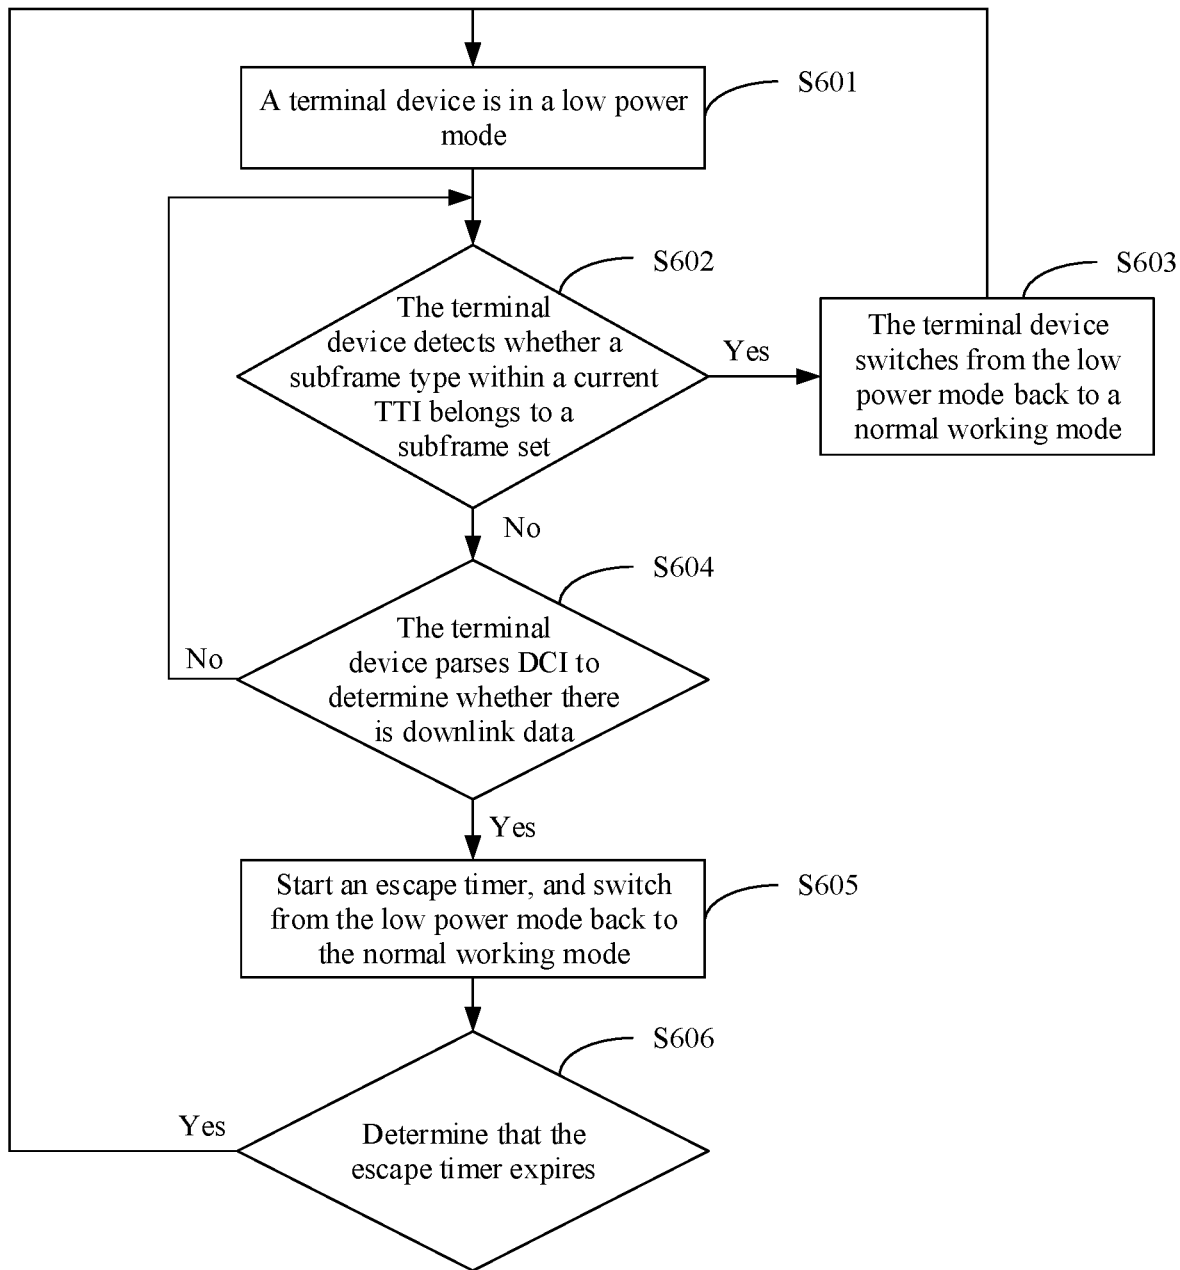 S601
A terminal device is in a low power
mode
S602
The terminal
device detects whether a
subframe type within a current
TTI belongs to a
subframe set
Yes
S603
The terminal device
switches from the low
power mode back to a
normal working mode
No
S604
The terminal
device parses DCI to
determine whether there
is downlink data
No
Yes
S605
Start an escape timer, and switch
from the low power mode back to
the normal working mode
S606
Yes
Determine that the
escape timer expires